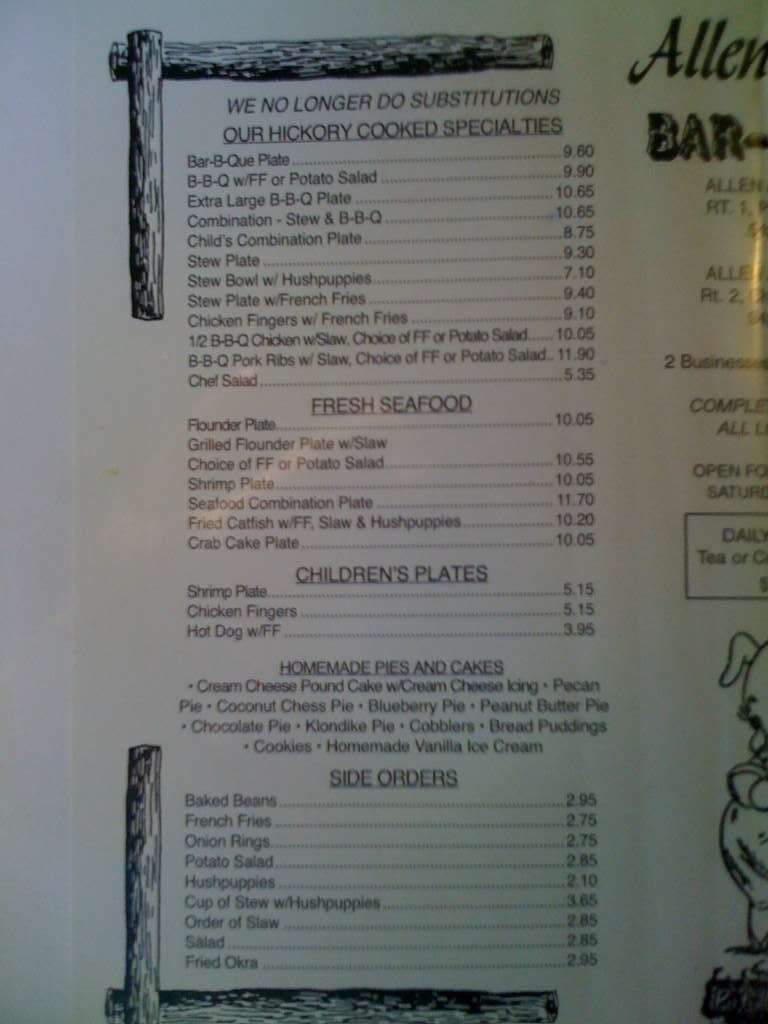 WE NO LONGER DO SUBSTITUTIONS
OUR HICKORY COOKED SPECIALTIES
Bar-B-Que Plate 9.60
B-B-Q w/FF or Potato Salad 9.90
Extra Large B-B-Q Plate 10.65
Combination - Stew & B-B-Q 10.65
Child's Combination Plate 8.75
Stew Plate 9.30
Stew Bowl w/ Hushpuppies 7.10
Stew Plate w/French Fries 9.40
Chicken Fingers w/ French Fries 9.10
1/2 B-B-Q Chicken w/Slaw, Choice of FF or Potato Salad 10.05
B-B-Q Pork Ribs w/ Slaw, Choice of FF or Potato Salad 11.90
Chef Salad 5.35
FRESH SEAFOOD
Flounder Plate 10.05
Grilled Flounder Plate w/Slaw
Choice of FF or Potato Salad 10.55
Shrimp Plate 10.05
Seafood Combination Plate 11.70
Fried Catfish w/FF, Slaw & Hushpuppies 10.20
Crab Cake Plate 10.05
CHILDREN'S PLATES
Shrimp Plate 5.15
Chicken Fingers 5.15
Hot Dog w/FF 3.95
HOMEMADE PIES AND CAKES
• Cream Cheese Pound Cake w/Cream Cheese Icing • Pecan
Pie • Coconut Chess Pie • Blueberry Pie • Peanut Butter Pie
• Chocolate Pie • Klondike Pie • Cobblers • Bread Puddings
• Cookies • Homemade Vanilla Ice Cream
SIDE ORDERS
Baked Beans 2.95
French Fries 2.75
Onion Rings 2.75
Potato Salad 2.85
Hushpuppies 2.10
Cup of Stew w/Hushpuppies 3.65
Order of Slaw 2.85
Salad 2.85
Fried Okra 2.95
Allen
BAR-
ALLEN
RT. 1,
ALLEN
Rt. 2,
2 Businesses
COMPLE
ALL L
OPEN FO
SATURD
DAILY
Tea or C